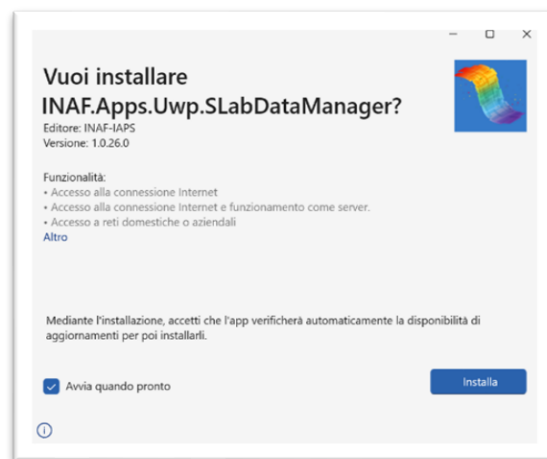 Vuoi installare
INAF.Apps.Uwp.SLabDataManager?
Editore: INAF-IAPS
Versione: 1.0.26.0
Funzionalità:
• Accesso alla connessione Internet
• Accesso alla connessione Internet e funzionamento come server.
• Accesso a reti domestiche o aziendali
Altro
Mediante l'installazione, accetti che l'app verificherà automaticamente la disponibilità di
aggiornamenti per poi installarli.
Avvia quando pronto
Installa